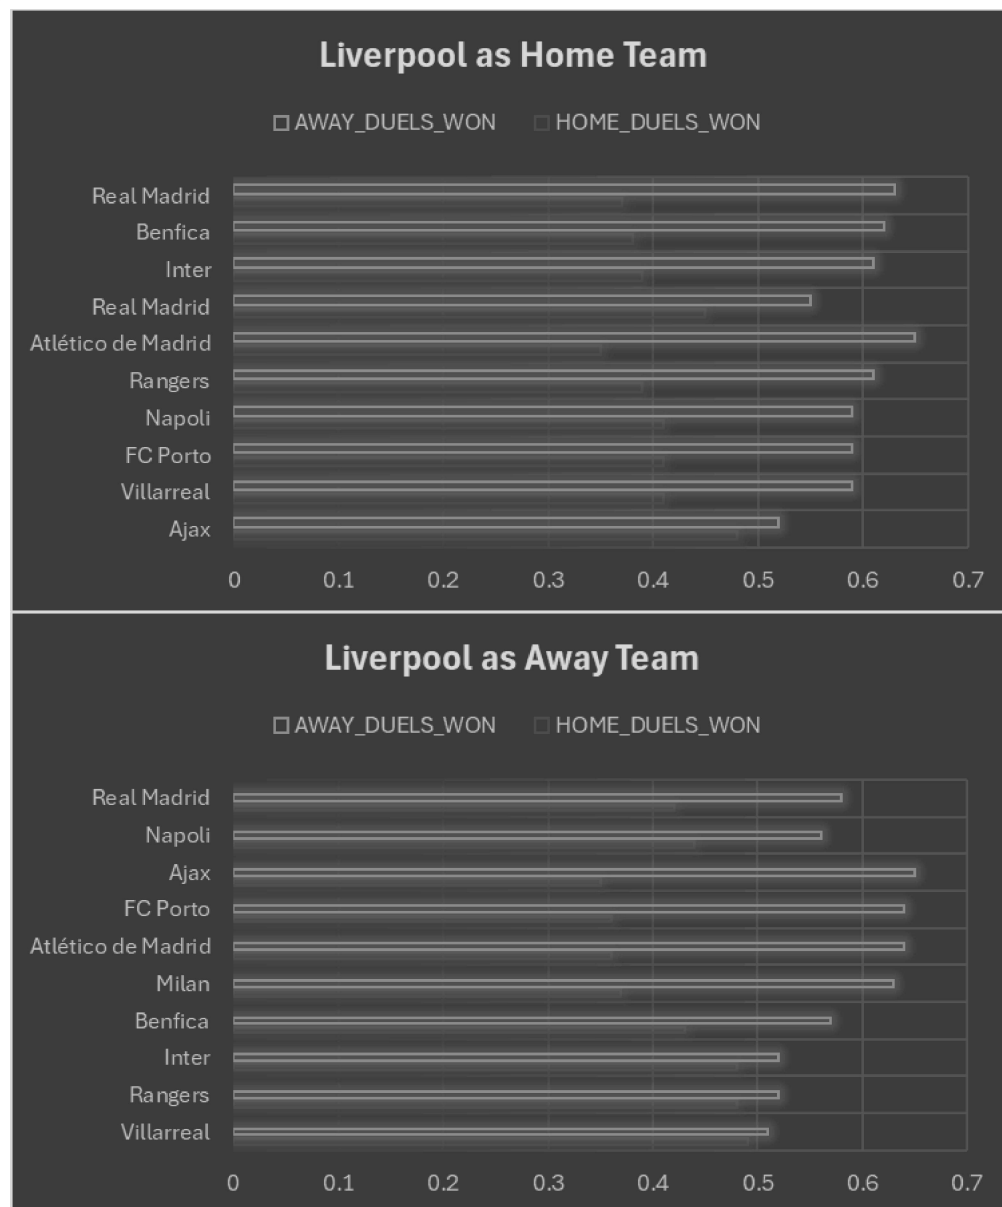 Liverpool as Home Team
AWAY_DUELS_WON HOME_DUELS_WON
Real Madrid
Benfica
Inter
Real Madrid
Atlético de Madrid
Rangers
Napoli
FC Porto
Villarreal
Ajax
0 0.1 0.2 0.3 0.4 0.5 0.6 0.7
Liverpool as Away Team
AWAY_DUELS_WON HOME_DUELS_WON
Real Madrid
Napoli
Ajax
FC Porto
Atlético de Madrid
Milan
Benfica
Inter
Rangers
Villarreal
0 0.1 0.2 0.3 0.4 0.5 0.6 0.7